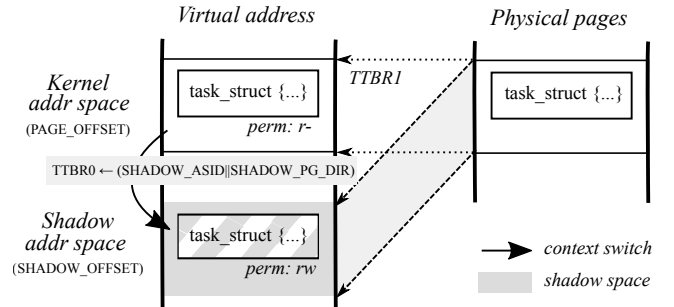 Virtual address
Physical pages
Kernel
addr space
(PAGE_OFFSET)
task_struct {...}
perm: r-
TTBR1
task_struct {...}
TTBR0 ← (SHADOW_ASID||SHADOW_PG_DIR)
Shadow
addr space
(SHADOW_OFFSET)
task_struct {...}
perm: rw
context switch
shadow space